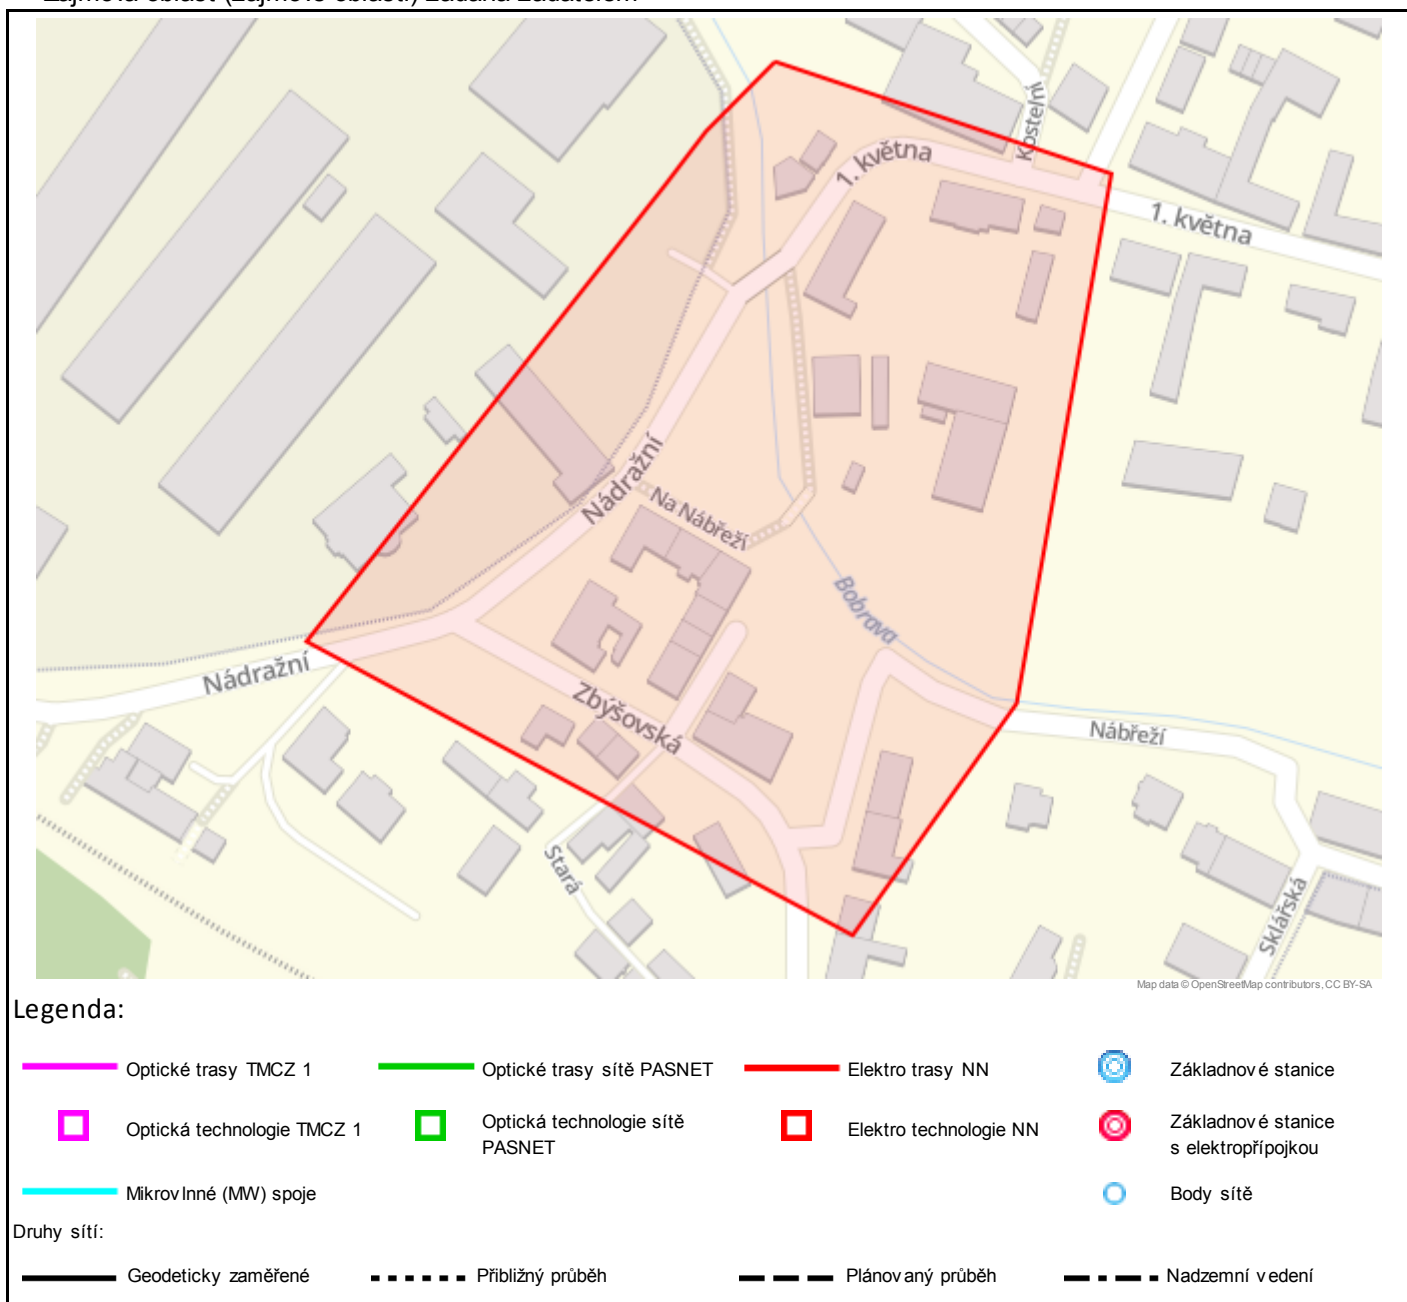 Kostelní
1. května
1. května
Nádražní
Na Nábřeží
Bobrava
Nádražní
Zbýšovská
Nábřeží
Stará
Sklářská
Map data © OpenStreetMap contributors, CC BY-SA
Legenda:
Optické trasy TMCZ 1
Optické trasy sítě PASNET
Elektro trasy NN
Základnové stanice
Optická technologie TMCZ 1
Optická technologie sítě
PASNET
Elektro technologie NN
Základnové stanice
s elektropřípojkou
Mikrovlnné (MW) spoje
Body sítě
Druhy sítí:
Geodeticky zaměřené
Přibližný průběh
Plánovaný průběh
Nadzemní vedení